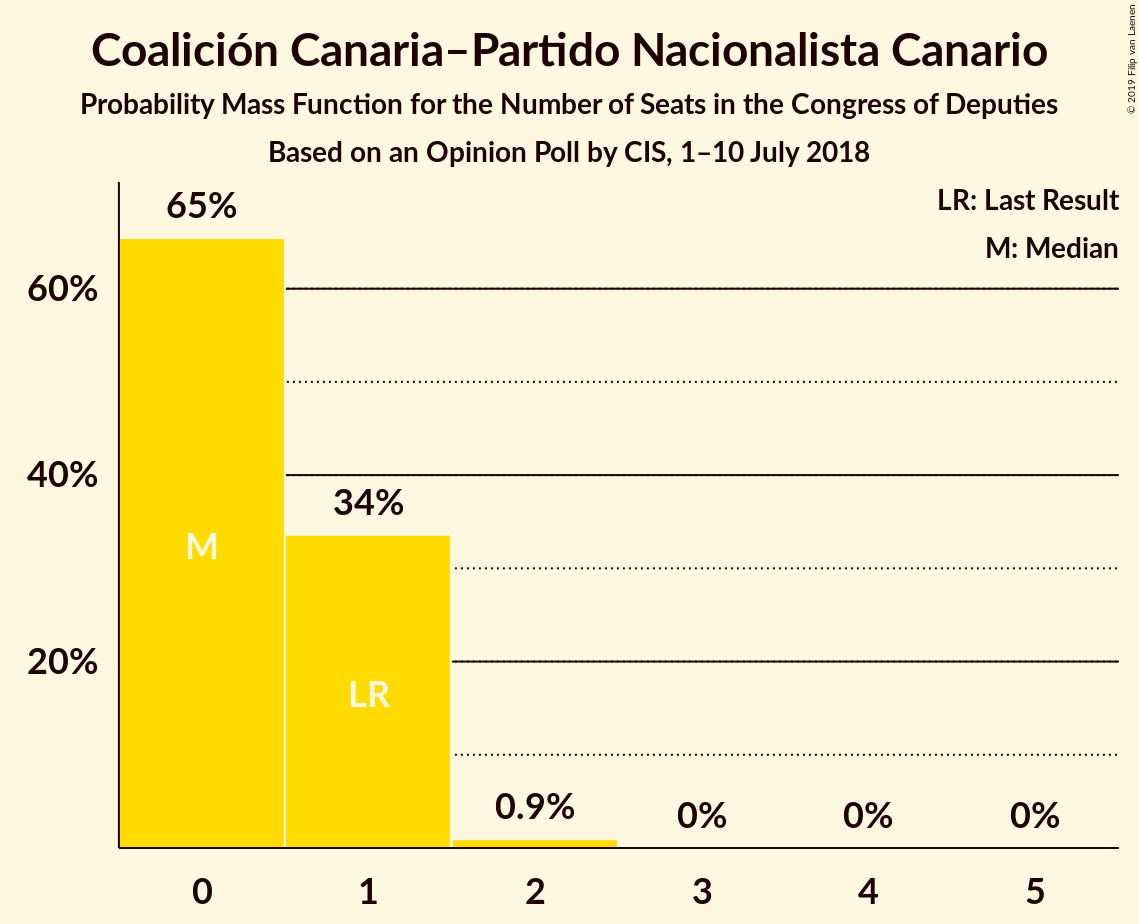 Coalición Canaria–Partido Nacionalista Canario
Probability Mass Function for the Number of Seats in the Congress of Deputies
Based on an Opinion Poll by CIS, 1–10 July 2018
© 2019 Filip van Laenen
LR: Last Result
M: Median
65%
60%
40%
34%
M
20%
LR
0.9%
0%
0%
0%
0 1 2 3 4 5